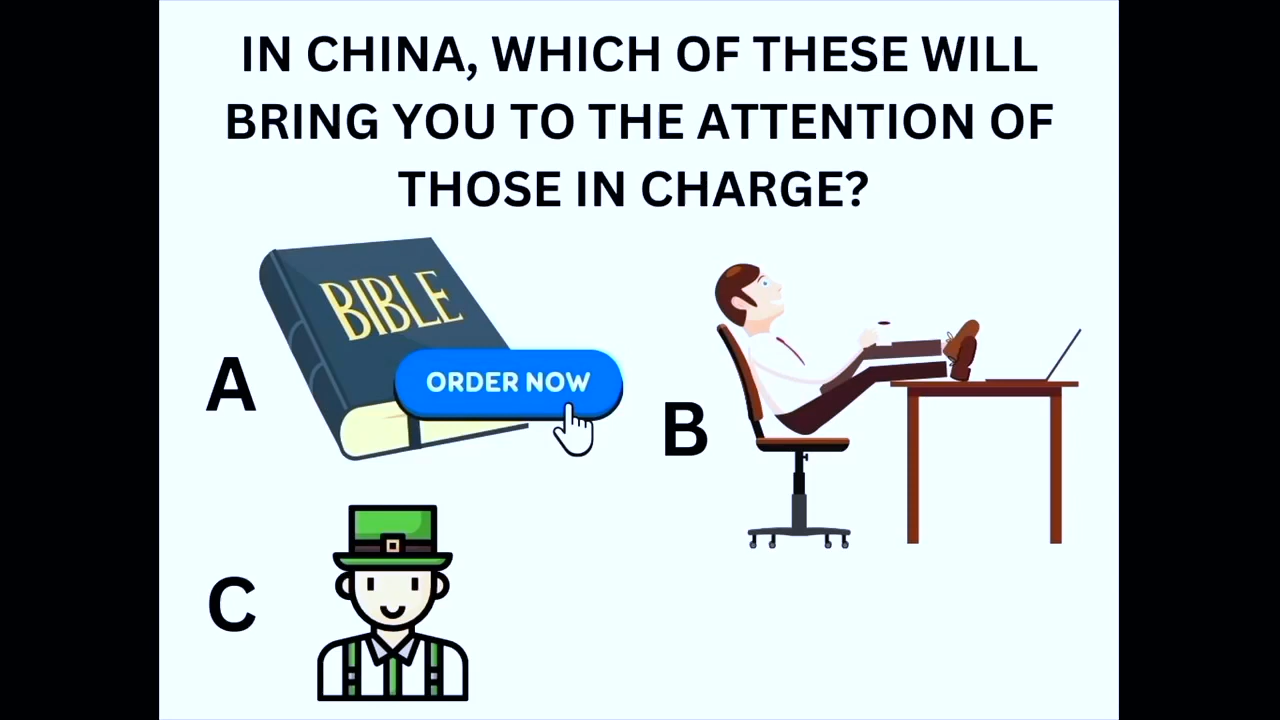 IN CHINA, WHICH OF THESE WILL
BRING YOU TO THE ATTENTION OF
THOSE IN CHARGE?
BIBLE
ORDER NOW
A
B
C